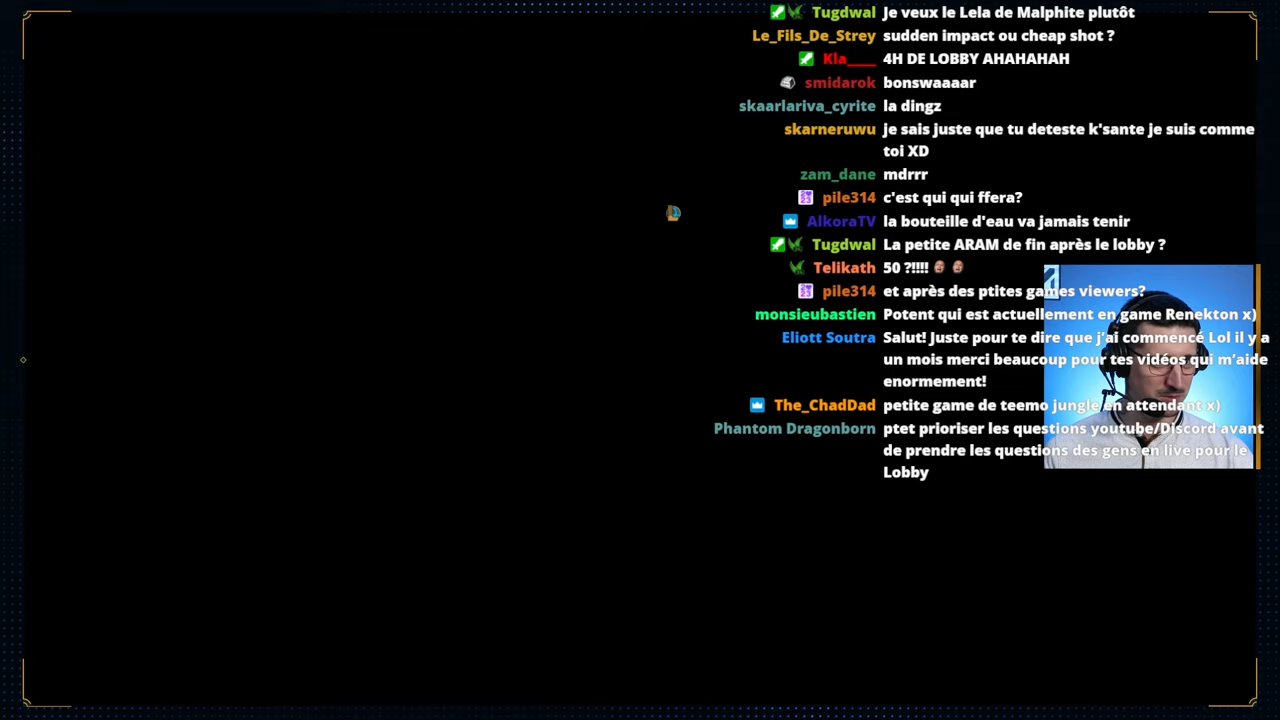 Tugdwal Je veux le Lela de Malphite plutôt
Le_Fils_De_Strey sudden impact ou cheap shot ?
Kla____ 4H DE LOBBY AHAHAHAH
smidarok bonswaaaar
skaarlariva_cyrite la dingz
skarneruwu je sais juste que tu deteste k'sante je suis comme
toi XD
zam_dane mdrrr
pile314 c'est qui qui ffera?
AlkoraTV la bouteille d'eau va jamais tenir
Tugdwal La petite ARAM de fin après le lobby ?
Telikath 50 ?!!!!
pile314 et après des ptites games viewers?
monsieubastien Potent qui est actuellement en game Renekton x)
Eliott Soutra Salut! Juste pour te dire que j'ai commencé Lol il y a
un mois merci beaucoup pour tes vidéos qui m'aide
enormement!
The_ChadDad petite game de teemo jungle en attendant x)
Phantom Dragonborn ptet prioriser les questions youtube/Discord avant
de prendre les questions des gens en live pour le
Lobby